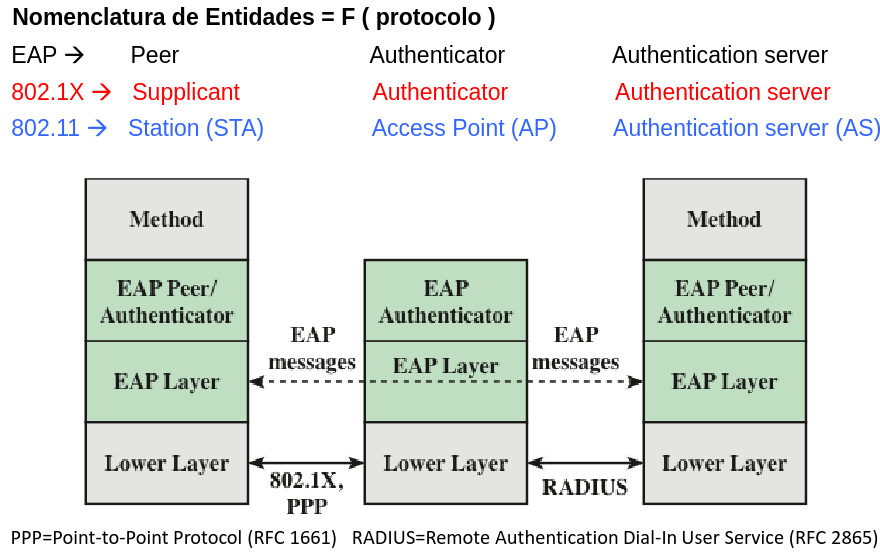 Nomenclatura de Entidades = F ( protocolo )
EAP → Peer Authenticator Authentication server
802.1X → Supplicant Authenticator Authentication server
802.11 → Station (STA) Access Point (AP) Authentication server (AS)
Method
Method
EAP Peer/
Authenticator
EAP
Authenticator
EAP Peer/
Authenticator
EAP
messages
EAP
messages
EAP Layer
EAP Layer
EAP Layer
Lower Layer
Lower Layer
Lower Layer
802.1X,
PPP
RADIUS
PPP=Point-to-Point Protocol (RFC 1661) RADIUS=Remote Authentication Dial-In User Service (RFC 2865)